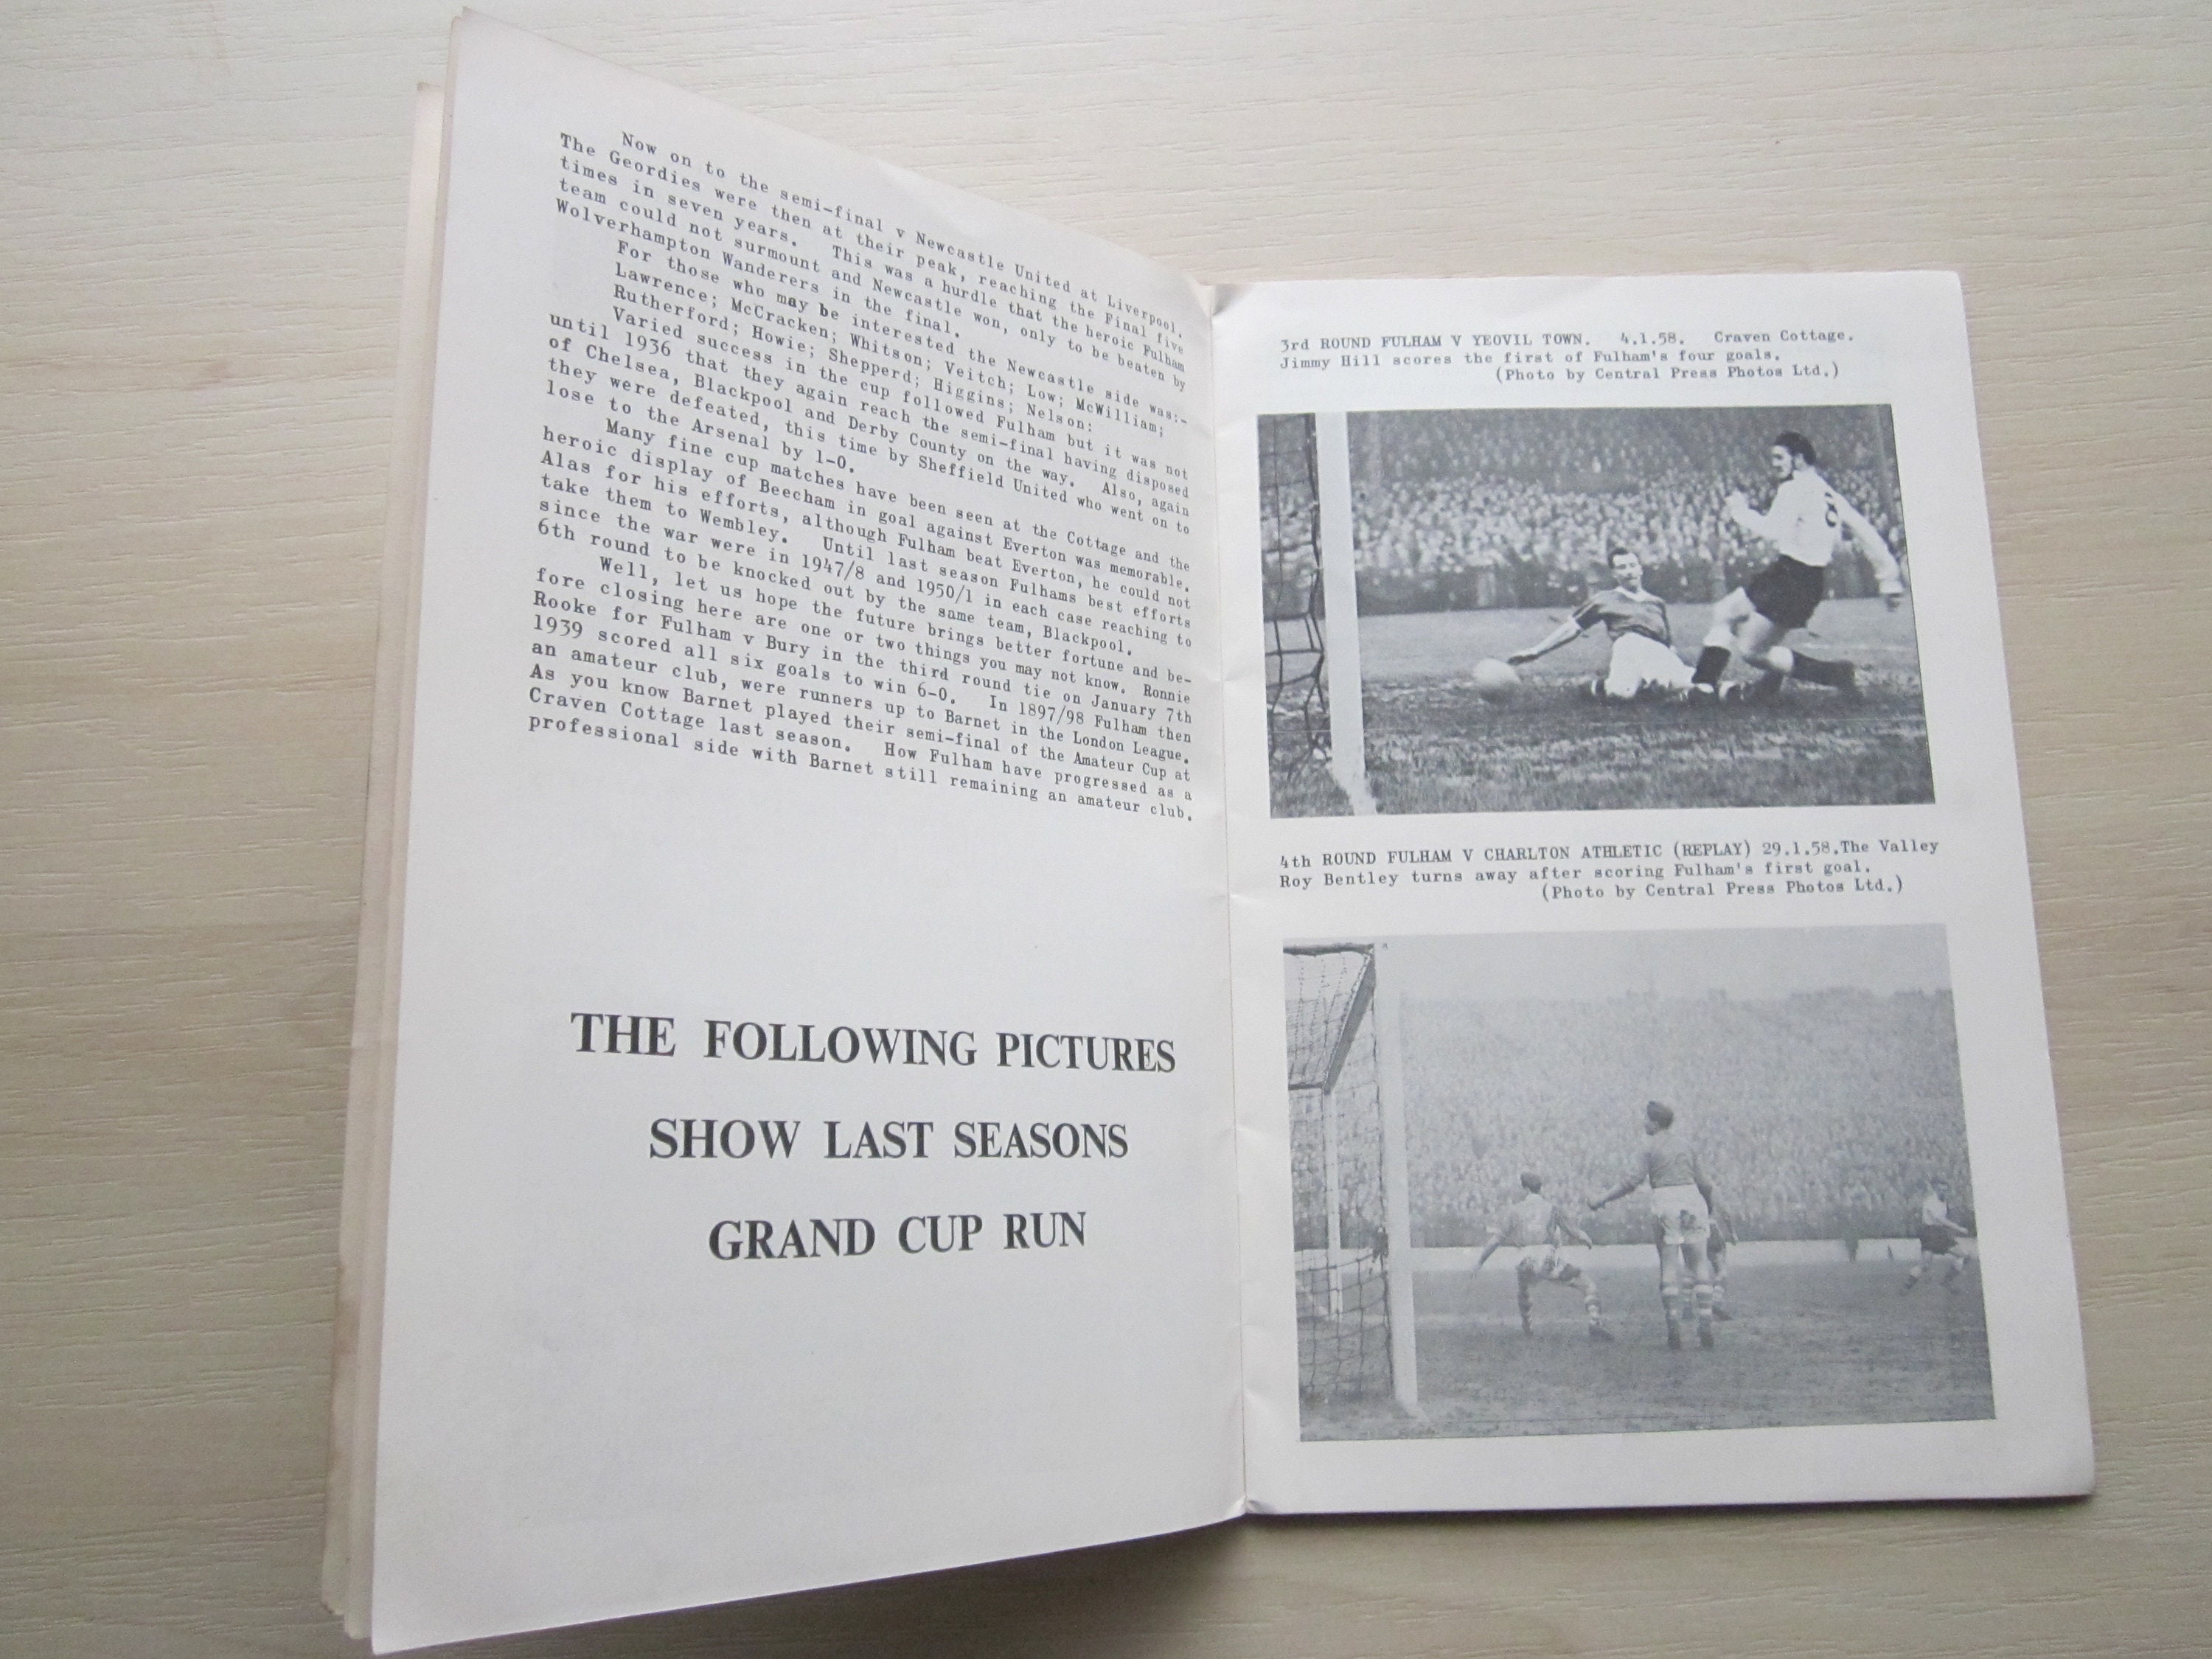 Now on to the semi-final v Newcastle United at Liverpool.
The Geordies were then at their peak, reaching the Final five
times in seven years. This was a hurdle that the heroic Fulham
team could not surmount and Newcastle won, only to be beaten by
Wolverhampton Wanderers in the final.
For those who may be interested the Newcastle side was:-
Lawrence; McCracken; Whitson; Veitch; Low; McWilliam;
Rutherford; Howie; Shepperd; Higgins; Nelson:
Varied success in the cup followed Fulham but it was not
until 1936 that they again reach the semi-final having disposed
of Chelsea, Blackpool and Derby County on the way. Also, again
they were defeated, this time by Sheffield United who went on to
lose to the Arsenal by 1-0.
Many fine cup matches have been seen at the Cottage and the
heroic display of Beecham in goal against Everton was memorable.
Alas for his efforts, although Fulham beat Everton, he could not
take them to Wembley. Until last season Fulhams best efforts
since the war were in 1947/8 and 1950/1 in each case reaching to
6th round to be knocked out by the same team, Blackpool.
Well, let us hope the future brings better fortune and be-
fore closing here are one or two things you may not know. Ronnie
Rooke for Fulham v Bury in the third round tie on January 7th
1939 scored all six goals to win 6-0. In 1897/98 Fulham then
an amateur club, were runners up to Barnet in the London League.
As you know Barnet played their semi-final of the Amateur Cup at
Craven Cottage last season. How Fulham have progressed as a
professional side with Barnet still remaining an amateur club.
THE FOLLOWING PICTURES
SHOW LAST SEASONS
GRAND CUP RUN
3rd ROUND FULHAM V YEOVIL TOWN. 4.1.58. Craven Cottage.
Jimmy Hill scores the first of Fulham's four goals.
(Photo by Central Press Photos Ltd.)
4th ROUND FULHAM V CHARLTON ATHLETIC (REPLAY) 29.1.58.The Valley
Roy Bentley turns away after scoring Fulham's first goal.
(Photo by Central Press Photos Ltd.)